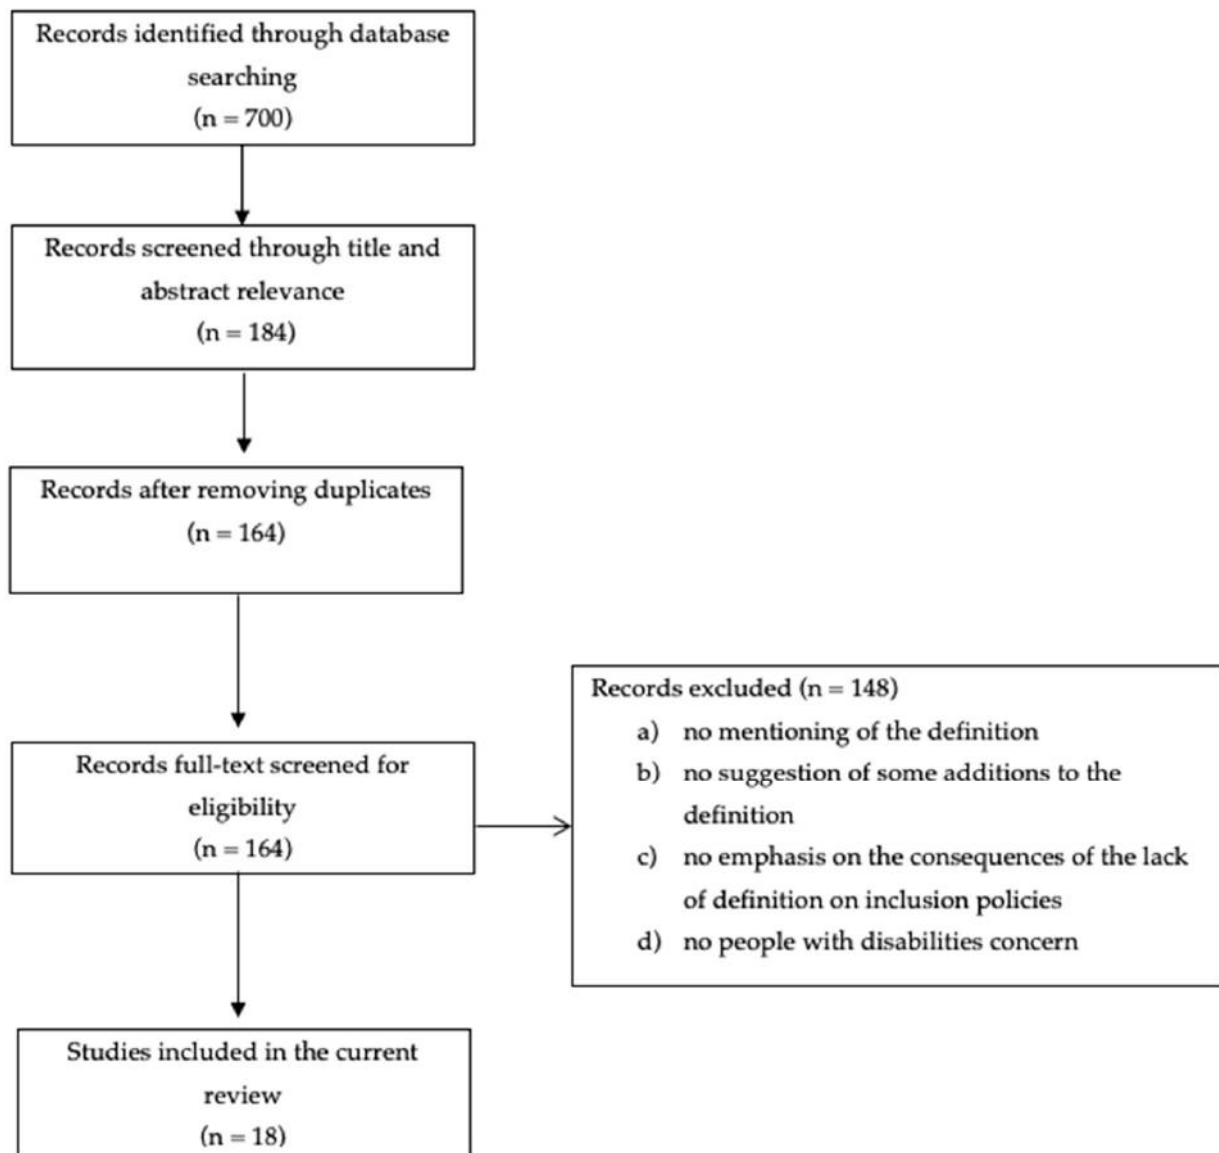 Records identified through database
searching
(n = 700)
Records screened through title and
abstract relevance
(n = 184)
Records after removing duplicates
(n = 164)
Records full-text screened for
eligibility
(n = 164)
Records excluded (n = 148)
a) no mentioning of the definition
b) no suggestion of some additions to the
definition
c) no emphasis on the consequences of the lack
of definition on inclusion policies
d) no people with disabilities concern
Studies included in the current
review
(n = 18)